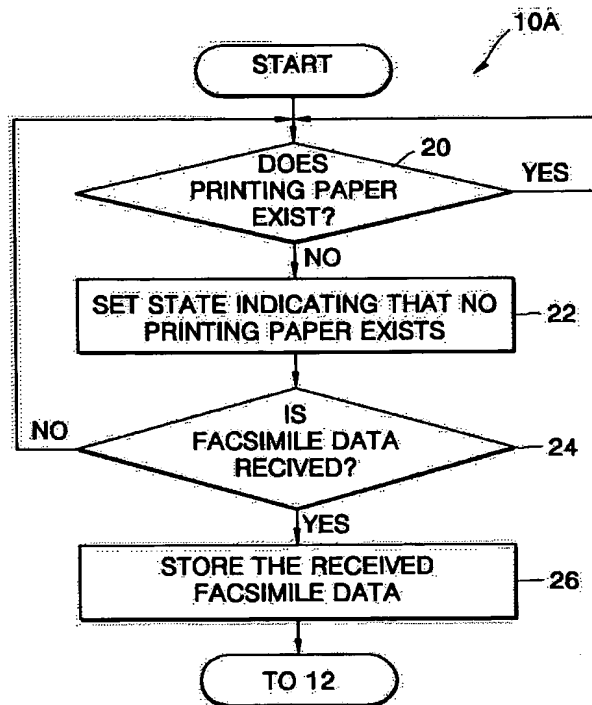 10A
START
20
DOES
PRINTING PAPER
EXIST?
YES
NO
SET STATE INDICATING THAT NO
PRINTING PAPER EXISTS
22
IS
FACSIMILE DATA
RECIVED?
NO
24
YES
STORE THE RECEIVED
FACSIMILE DATA
26
TO 12